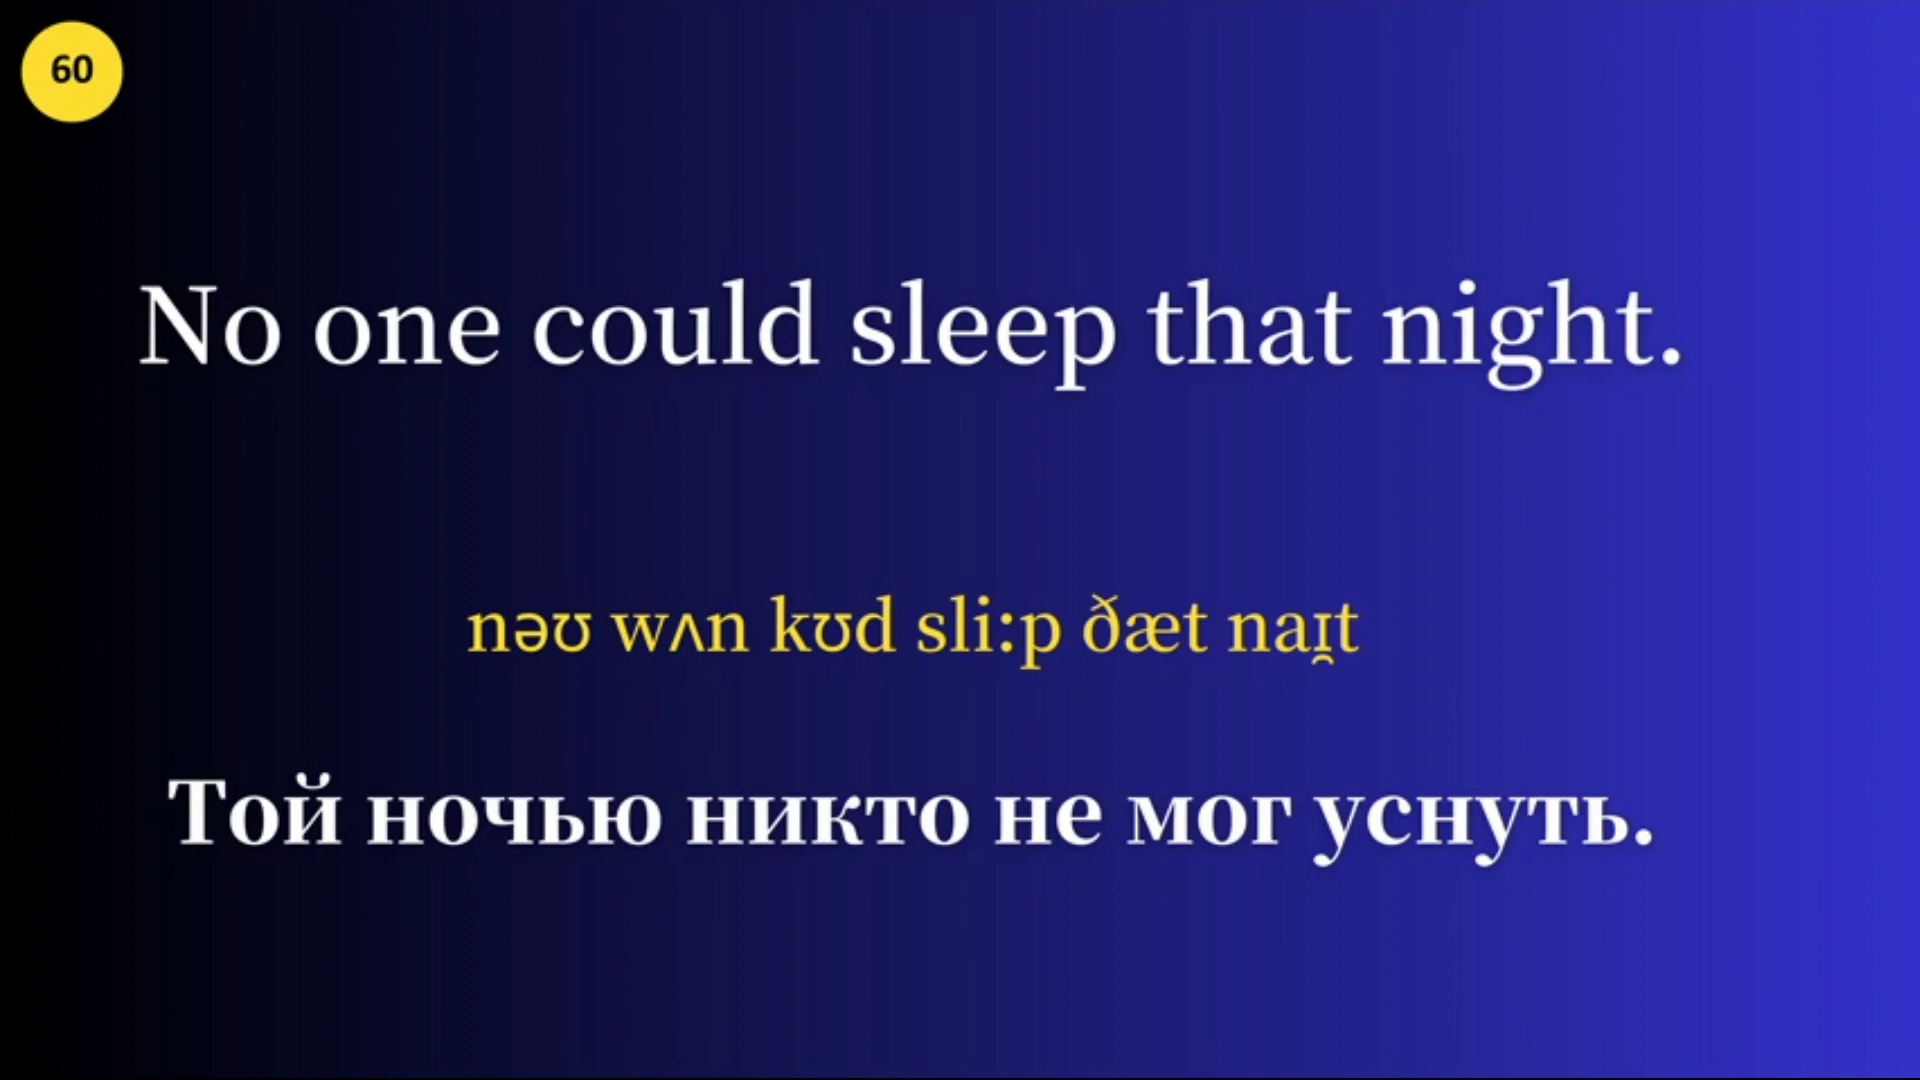 60
No one could sleep that night.
nəʊ wʌn kʊd sli:p ðæt naɪ̯t
Той ночью никто не мог уснуть.